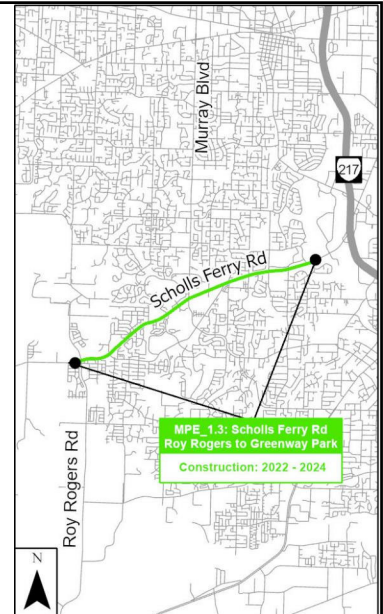 Murray Blvd
217
Scholls Ferry Rd
MPE_1.3: Scholls Ferry Rd
Roy Rogers to Greenway Park
Construction: 2022 - 2024
Roy Rogers Rd
N